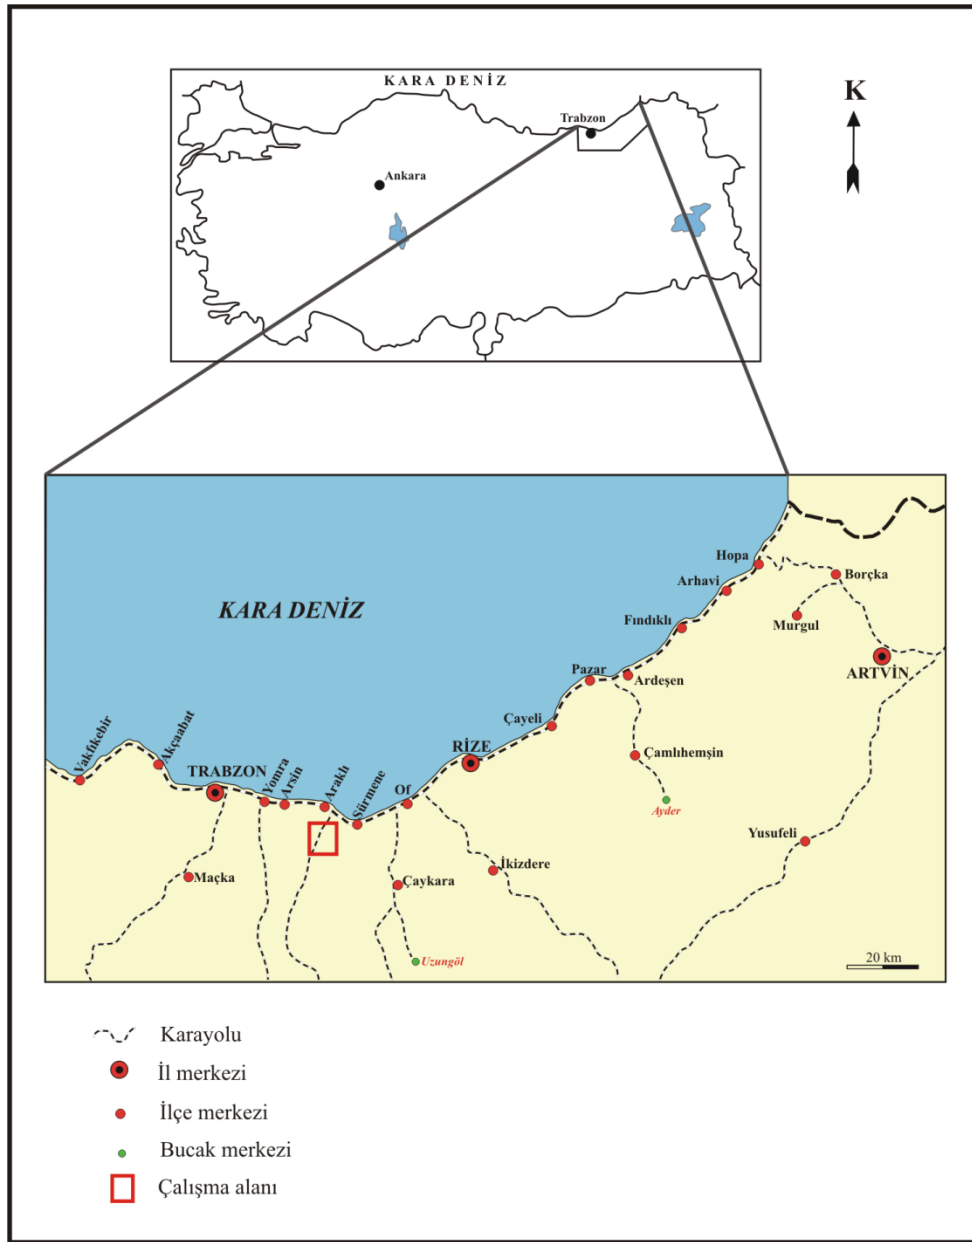 KARA DENİZ
K
Trabzon
Ankara
Hopa
Borçka
Arhavi
KARA DENİZ
Fındıklı
Murgul
Pazar
Ardeşen
ARTVİN
Çayeli
Vakfıkebir
Akçaabat
RİZE
Çamlıhemşin
TRABZON
Yomra
Arsin
Araklı
Sürmene
Of
Ayder
Yusufeli
Maçka
Çaykara
İkizdere
Uzungöl
20 km
Karayolu
İl merkezi
İlçe merkezi
Bucak merkezi
Çalışma alanı